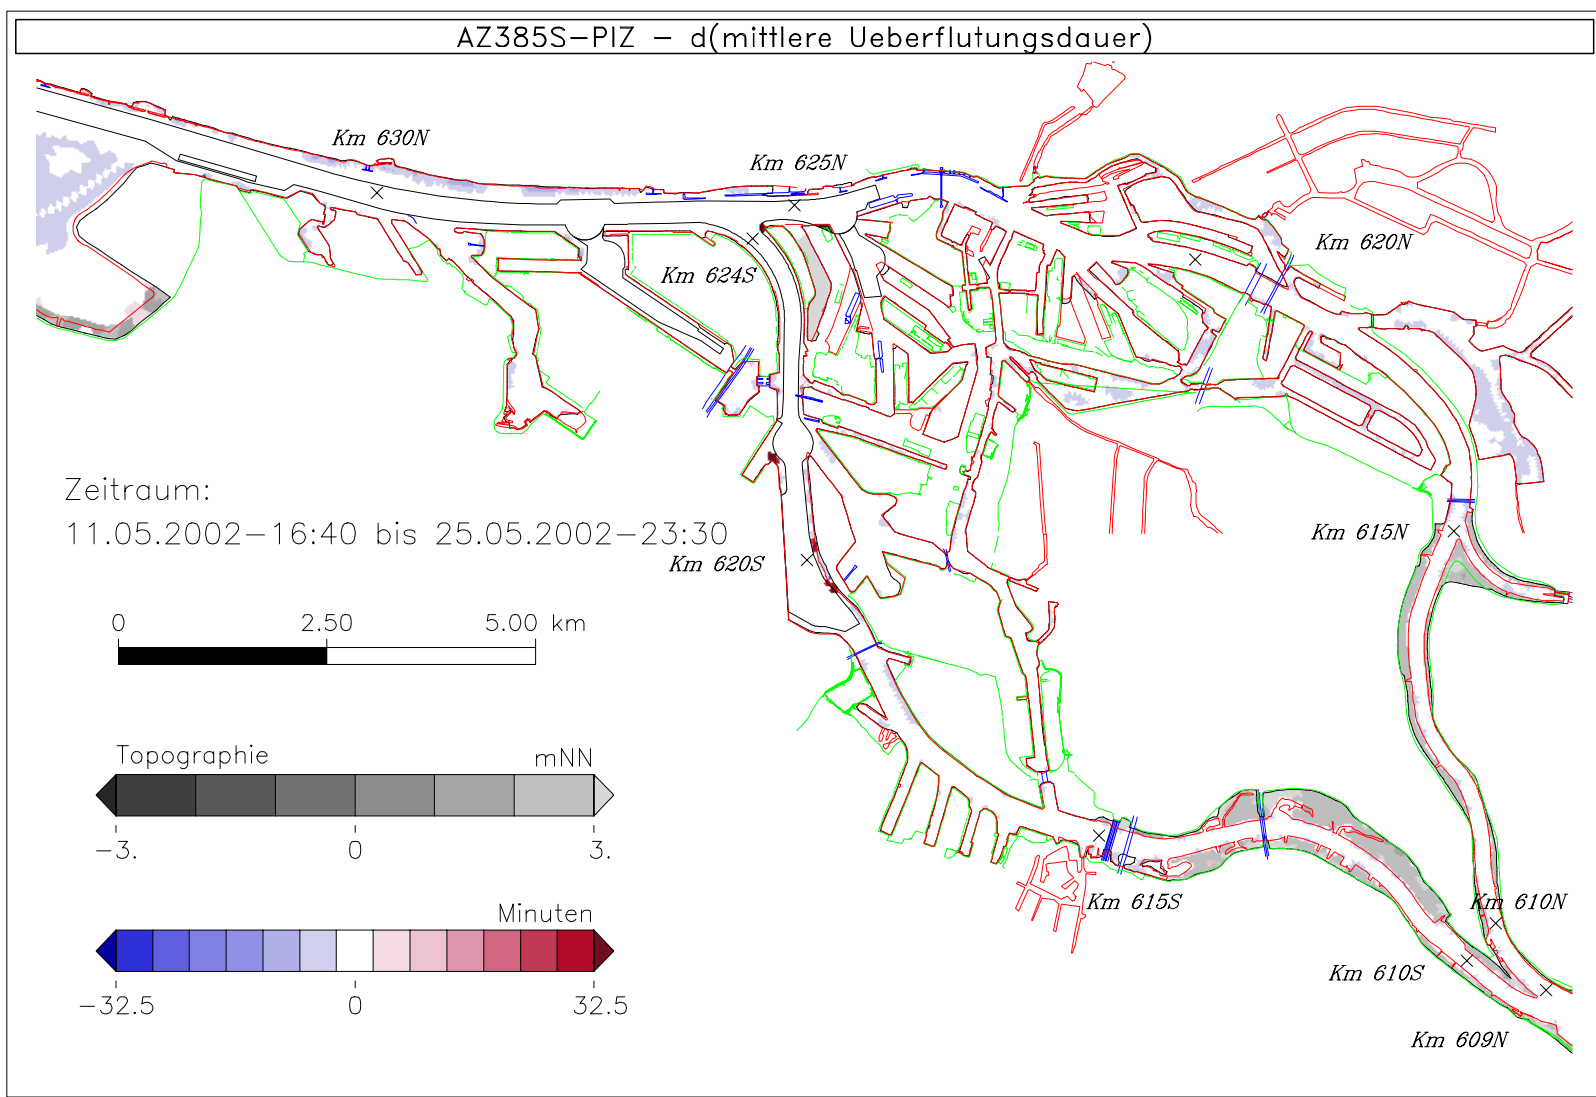 AZ385S-PIZ - d(mittlere Ueberflutungsdauer)
Km 630N
Km 625N
Km 620N
Km 624S
Zeitraum:
11.05.2002-16:40 bis 25.05.2002-23:30
Km 615N
Km 620S
0 2.50 5.00 km
Topographie mNN
-3. 0 3.
Km 615S
Km 610N
Minuten
Km 610S
-32.5 0 32.5
Km 609N